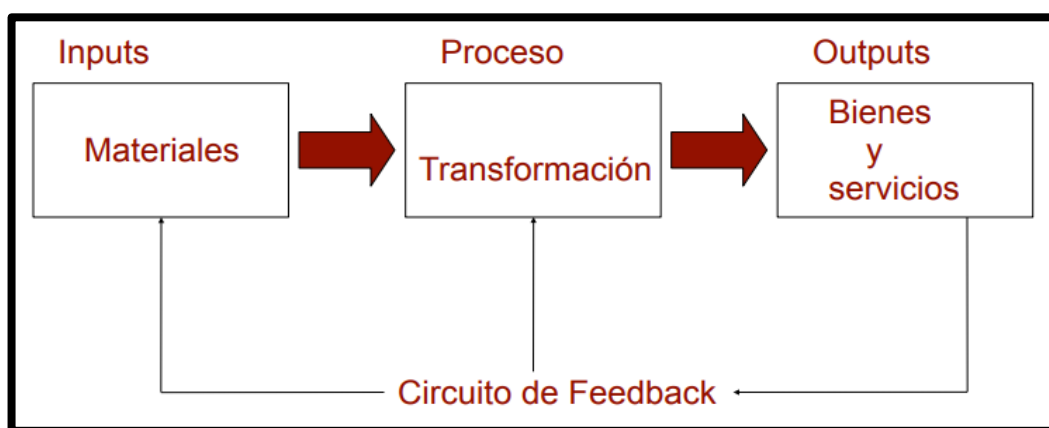 Inputs
Proceso
Outputs
Materiales
Transformación
Bienes
y
servicios
Circuito de Feedback